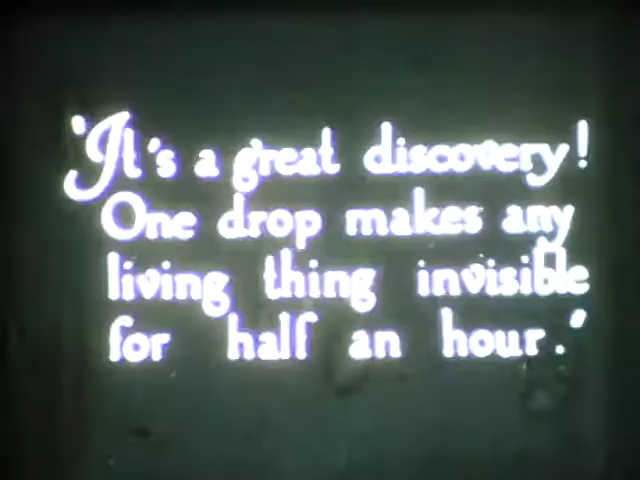 "It's a great discovery!
One drop makes any
living thing invisible
for half an hour."